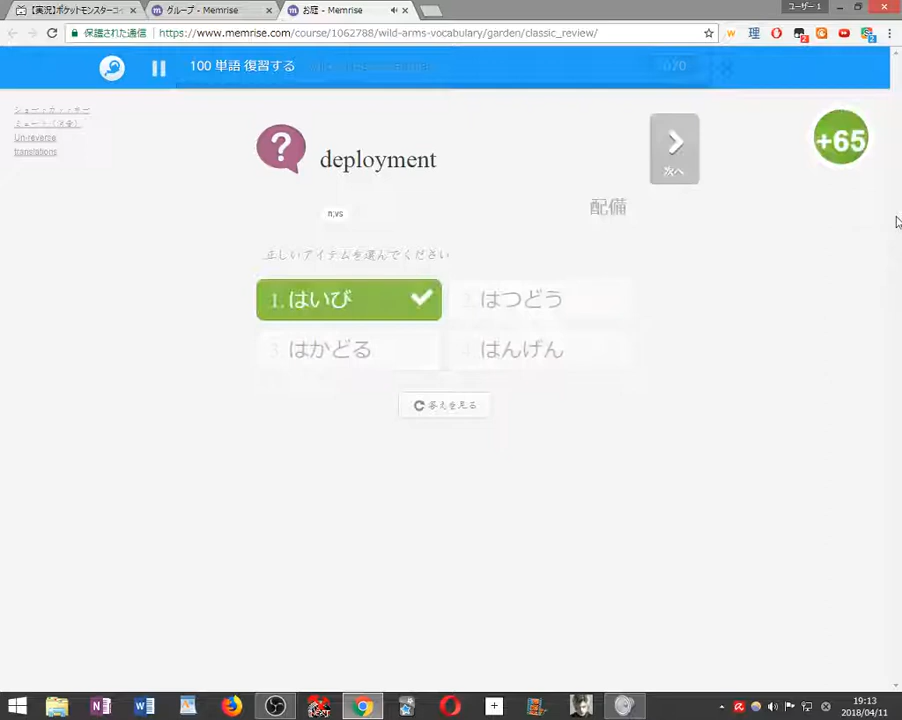 【実況】ポケットモンスターコ
グループ - Memrise
お庭 - Memrise
ユーザー 1
保護された通信
https://www.memrise.com/course/1062788/wild-arms-vocabulary/garden/classic_review/
100 単語 復習する
0/0
Un-reverse
translations
deployment
次へ
+65
n;vs
配備
正しいアイテムを選んでください
1. はいび
2. はつどう
3. はかどる
4. はんげん
答えを見る
19:13
2018/04/11